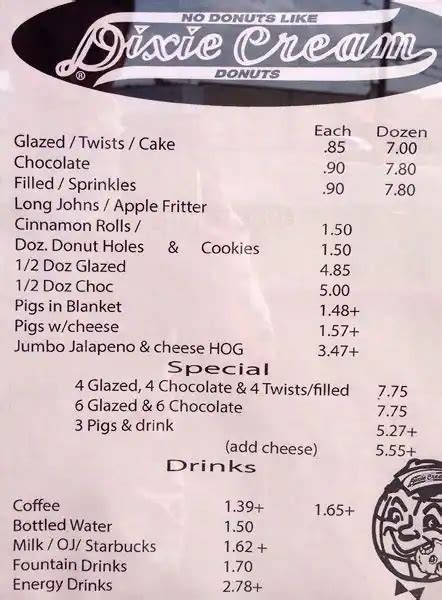 NO DONUTS LIKE
Dixie Cream
®
DONUTS
Each Dozen
Glazed / Twists / Cake .85 7.00
Chocolate .90 7.80
Filled / Sprinkles .90 7.80
Long Johns / Apple Fritter
Cinnamon Rolls / 1.50
Doz. Donut Holes & Cookies 1.50
1/2 Doz Glazed 4.85
1/2 Doz Choc 5.00
Pigs in Blanket 1.48+
Pigs w/cheese 1.57+
Jumbo Jalapeno & cheese HOG 3.47+
Special
4 Glazed, 4 Chocolate & 4 Twists/filled 7.75
6 Glazed & 6 Chocolate 7.75
3 Pigs & drink 5.27+
(add cheese) 5.55+
Drinks
Coffee 1.39+ 1.65+
Bottled Water 1.50
Milk / OJ/ Starbucks 1.62 +
Fountain Drinks 1.70
Energy Drinks 2.78+